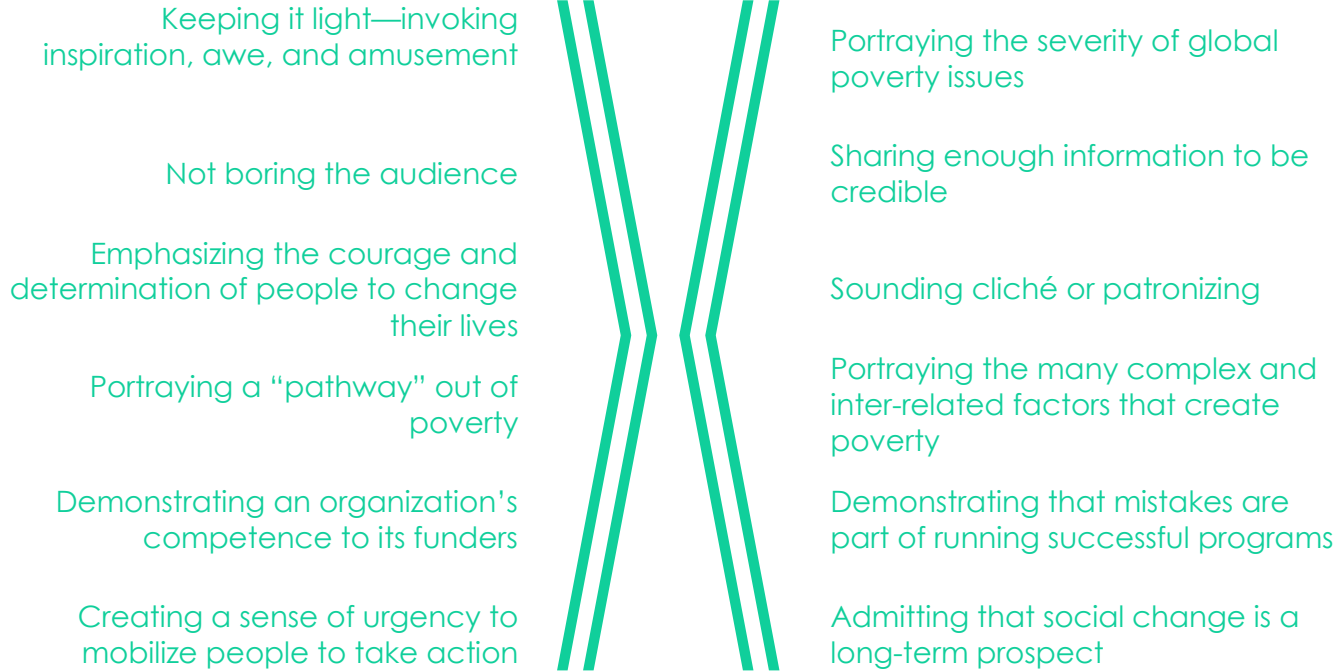 Keeping it light—invoking
inspiration, awe, and amusement
Portraying the severity of global
poverty issues
Not boring the audience
Sharing enough information to be
credible
Emphasizing the courage and
determination of people to change
their lives
Sounding cliché or patronizing
Portraying a “pathway” out of
poverty
Portraying the many complex and
inter-related factors that create
poverty
Demonstrating an organization’s
competence to its funders
Demonstrating that mistakes are
part of running successful programs
Creating a sense of urgency to
mobilize people to take action
Admitting that social change is a
long-term prospect